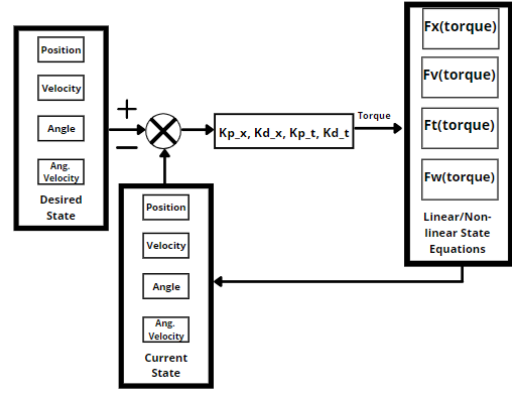 Position
Velocity
Angle
Ang.
Velocity
Desired
State
+
−
Kp_x, Kd_x, Kp_t, Kd_t
Torque
Fx(torque)
Fv(torque)
Ft(torque)
Fw(torque)
Linear/Non-
linear State
Equations
Position
Velocity
Angle
Ang.
Velocity
Current
State